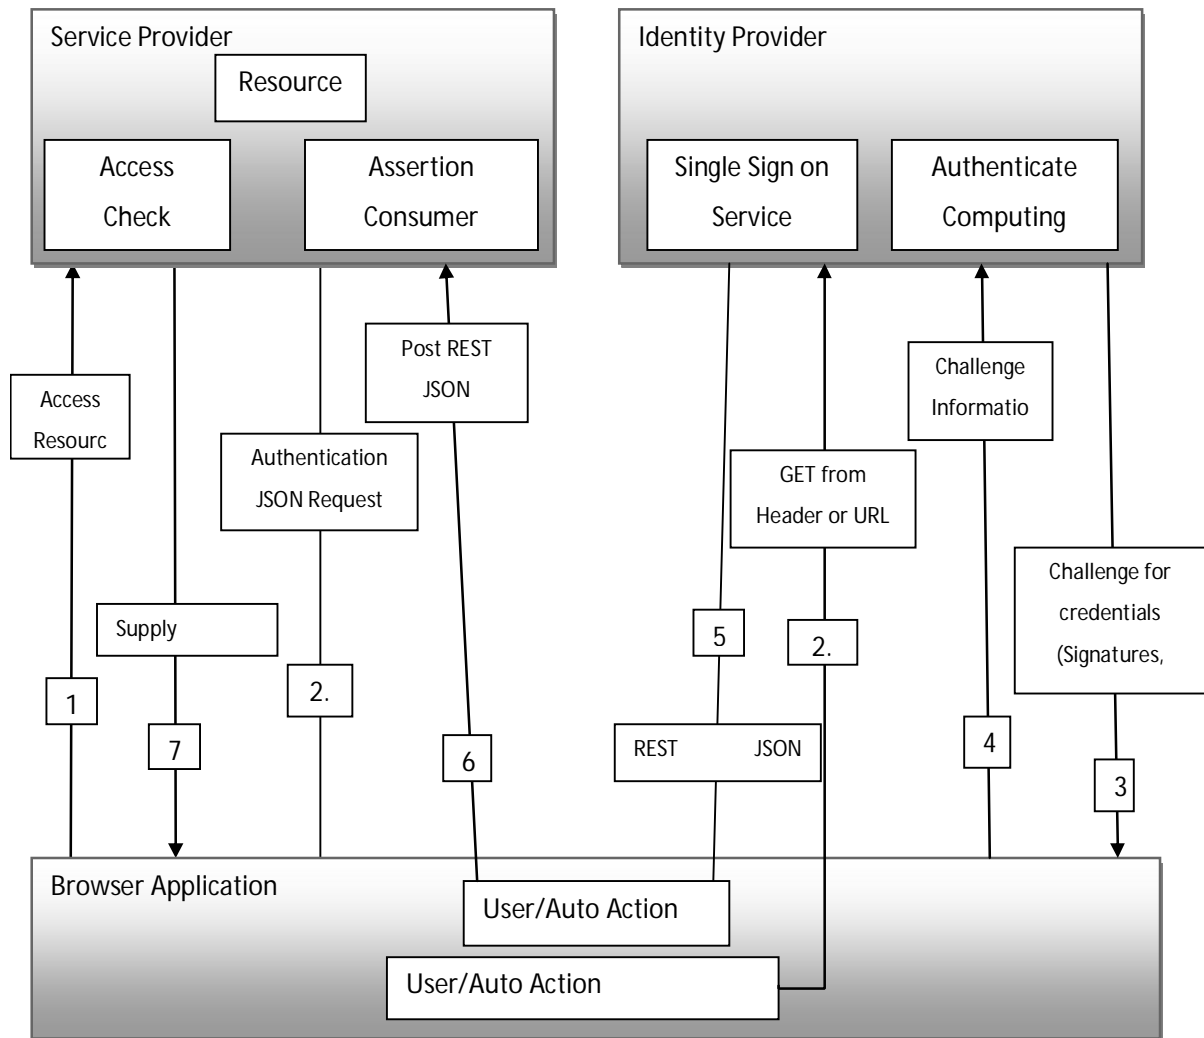 Service Provider
Resource
Access
Check
Assertion
Consumer
Identity Provider
Single Sign on
Service
Authenticate
Computing
Access
Resourc
Post REST
JSON
Authentication
JSON Request
Supply
1
7
2.
6
Challenge
Informatio
GET from
Header or URL
Challenge for
credentials
(Signatures,
5
2.
REST JSON
4
3
Browser Application
User/Auto Action
User/Auto Action